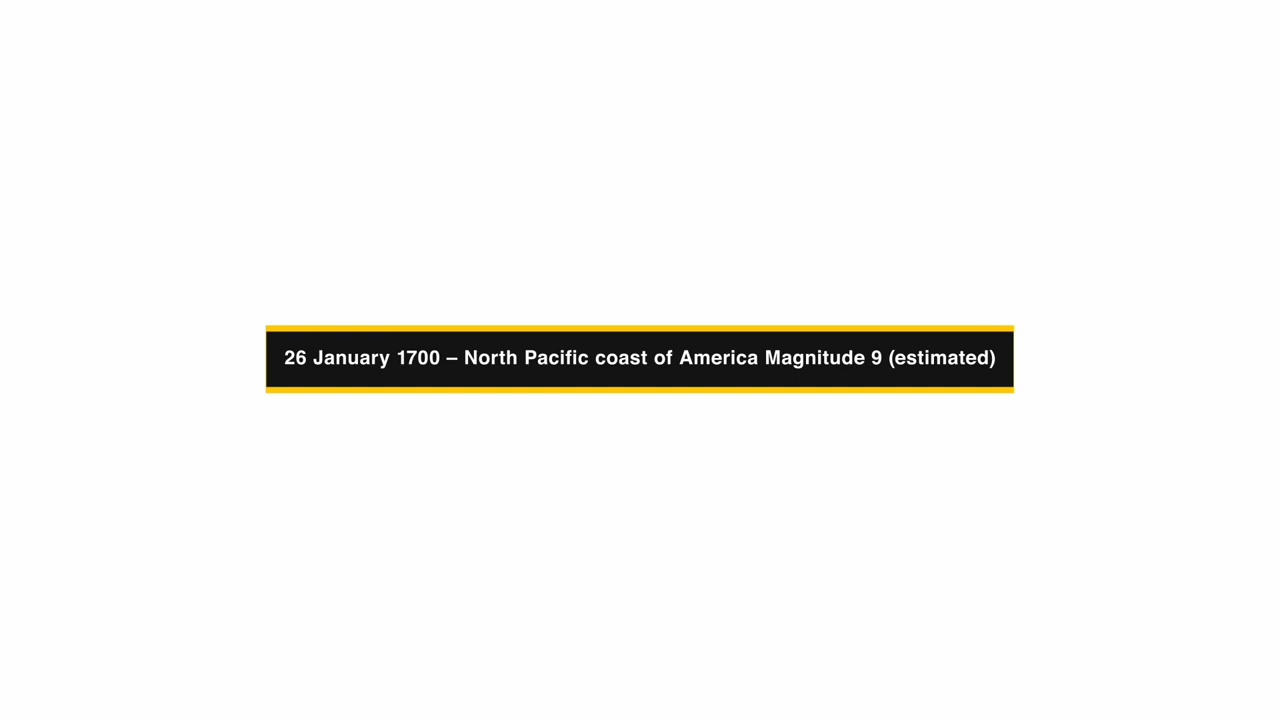 26 January 1700 – North Pacific coast of America Magnitude 9 (estimated)